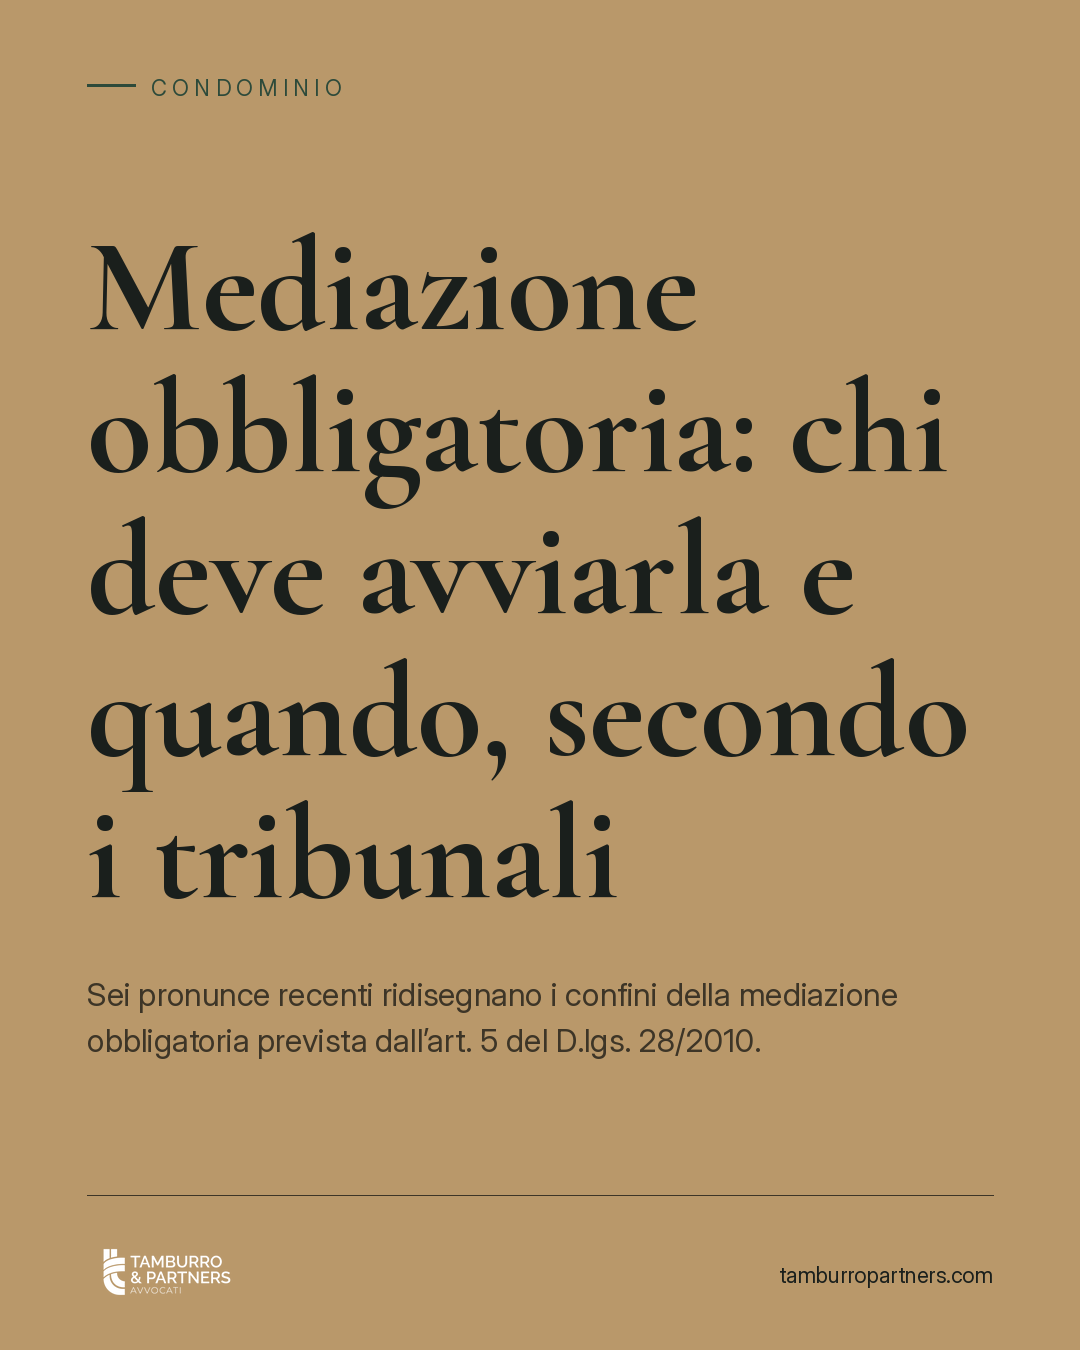 CONDOMINIO
Mediazione
obbligatoria: chi
deve avviarla e
quando, secondo
i tribunali
Sei pronunce recenti ridisegnano i confini della mediazione
obbligatoria prevista dall’art. 5 del D.lgs. 28/2010.
TAMBURRO
& PARTNERS
AVVOCATI
tamburropartners.com